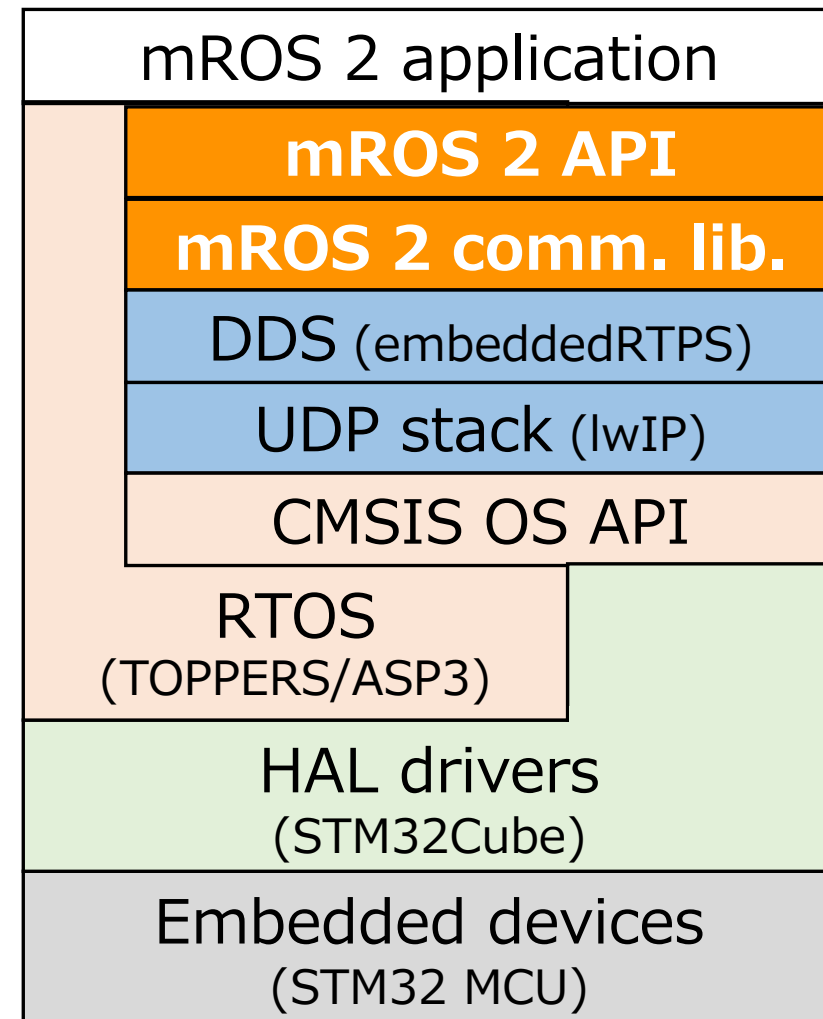 mROS 2 application
mROS 2 API
mROS 2 comm. lib.
DDS (embeddedRTPS)
UDP stack (lwIP)
CMSIS OS API
RTOS
(TOPPERS/ASP3)
HAL drivers
(STM32Cube)
Embedded devices
(STM32 MCU)